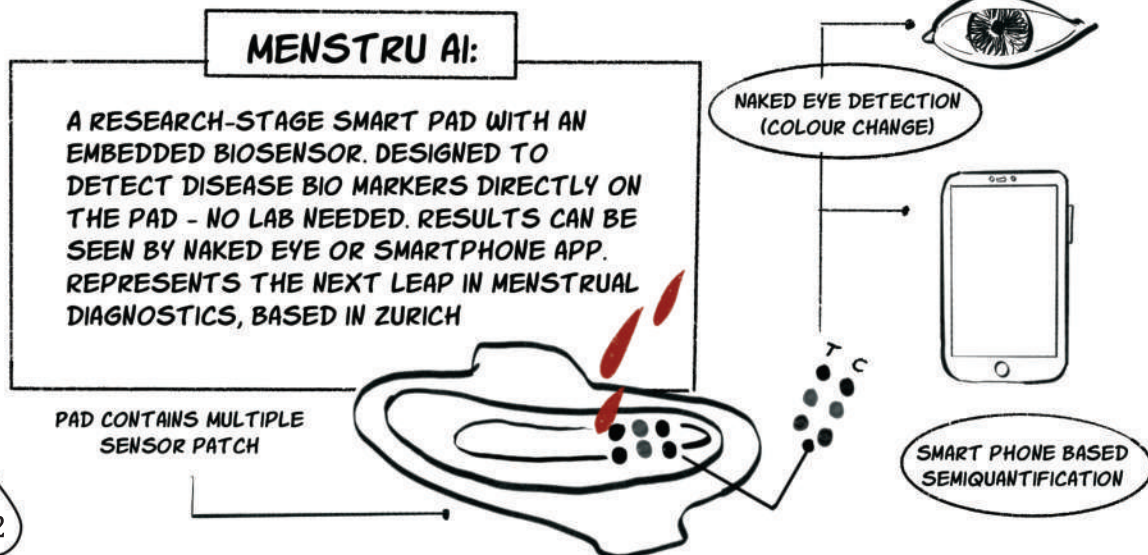 MENSTRU AI:
A RESEARCH-STAGE SMART PAD WITH AN
EMBEDDED BIOSENSOR. DESIGNED TO
DETECT DISEASE BIO MARKERS DIRECTLY ON
THE PAD - NO LAB NEEDED. RESULTS CAN BE
SEEN BY NAKED EYE OR SMARTPHONE APP.
REPRESENTS THE NEXT LEAP IN MENSTRUAL
DIAGNOSTICS, BASED IN ZURICH
NAKED EYE DETECTION
(COLOUR CHANGE)
T C
PAD CONTAINS MULTIPLE
SENSOR PATCH
SMART PHONE BASED
SEMIQUANTIFICATION
2